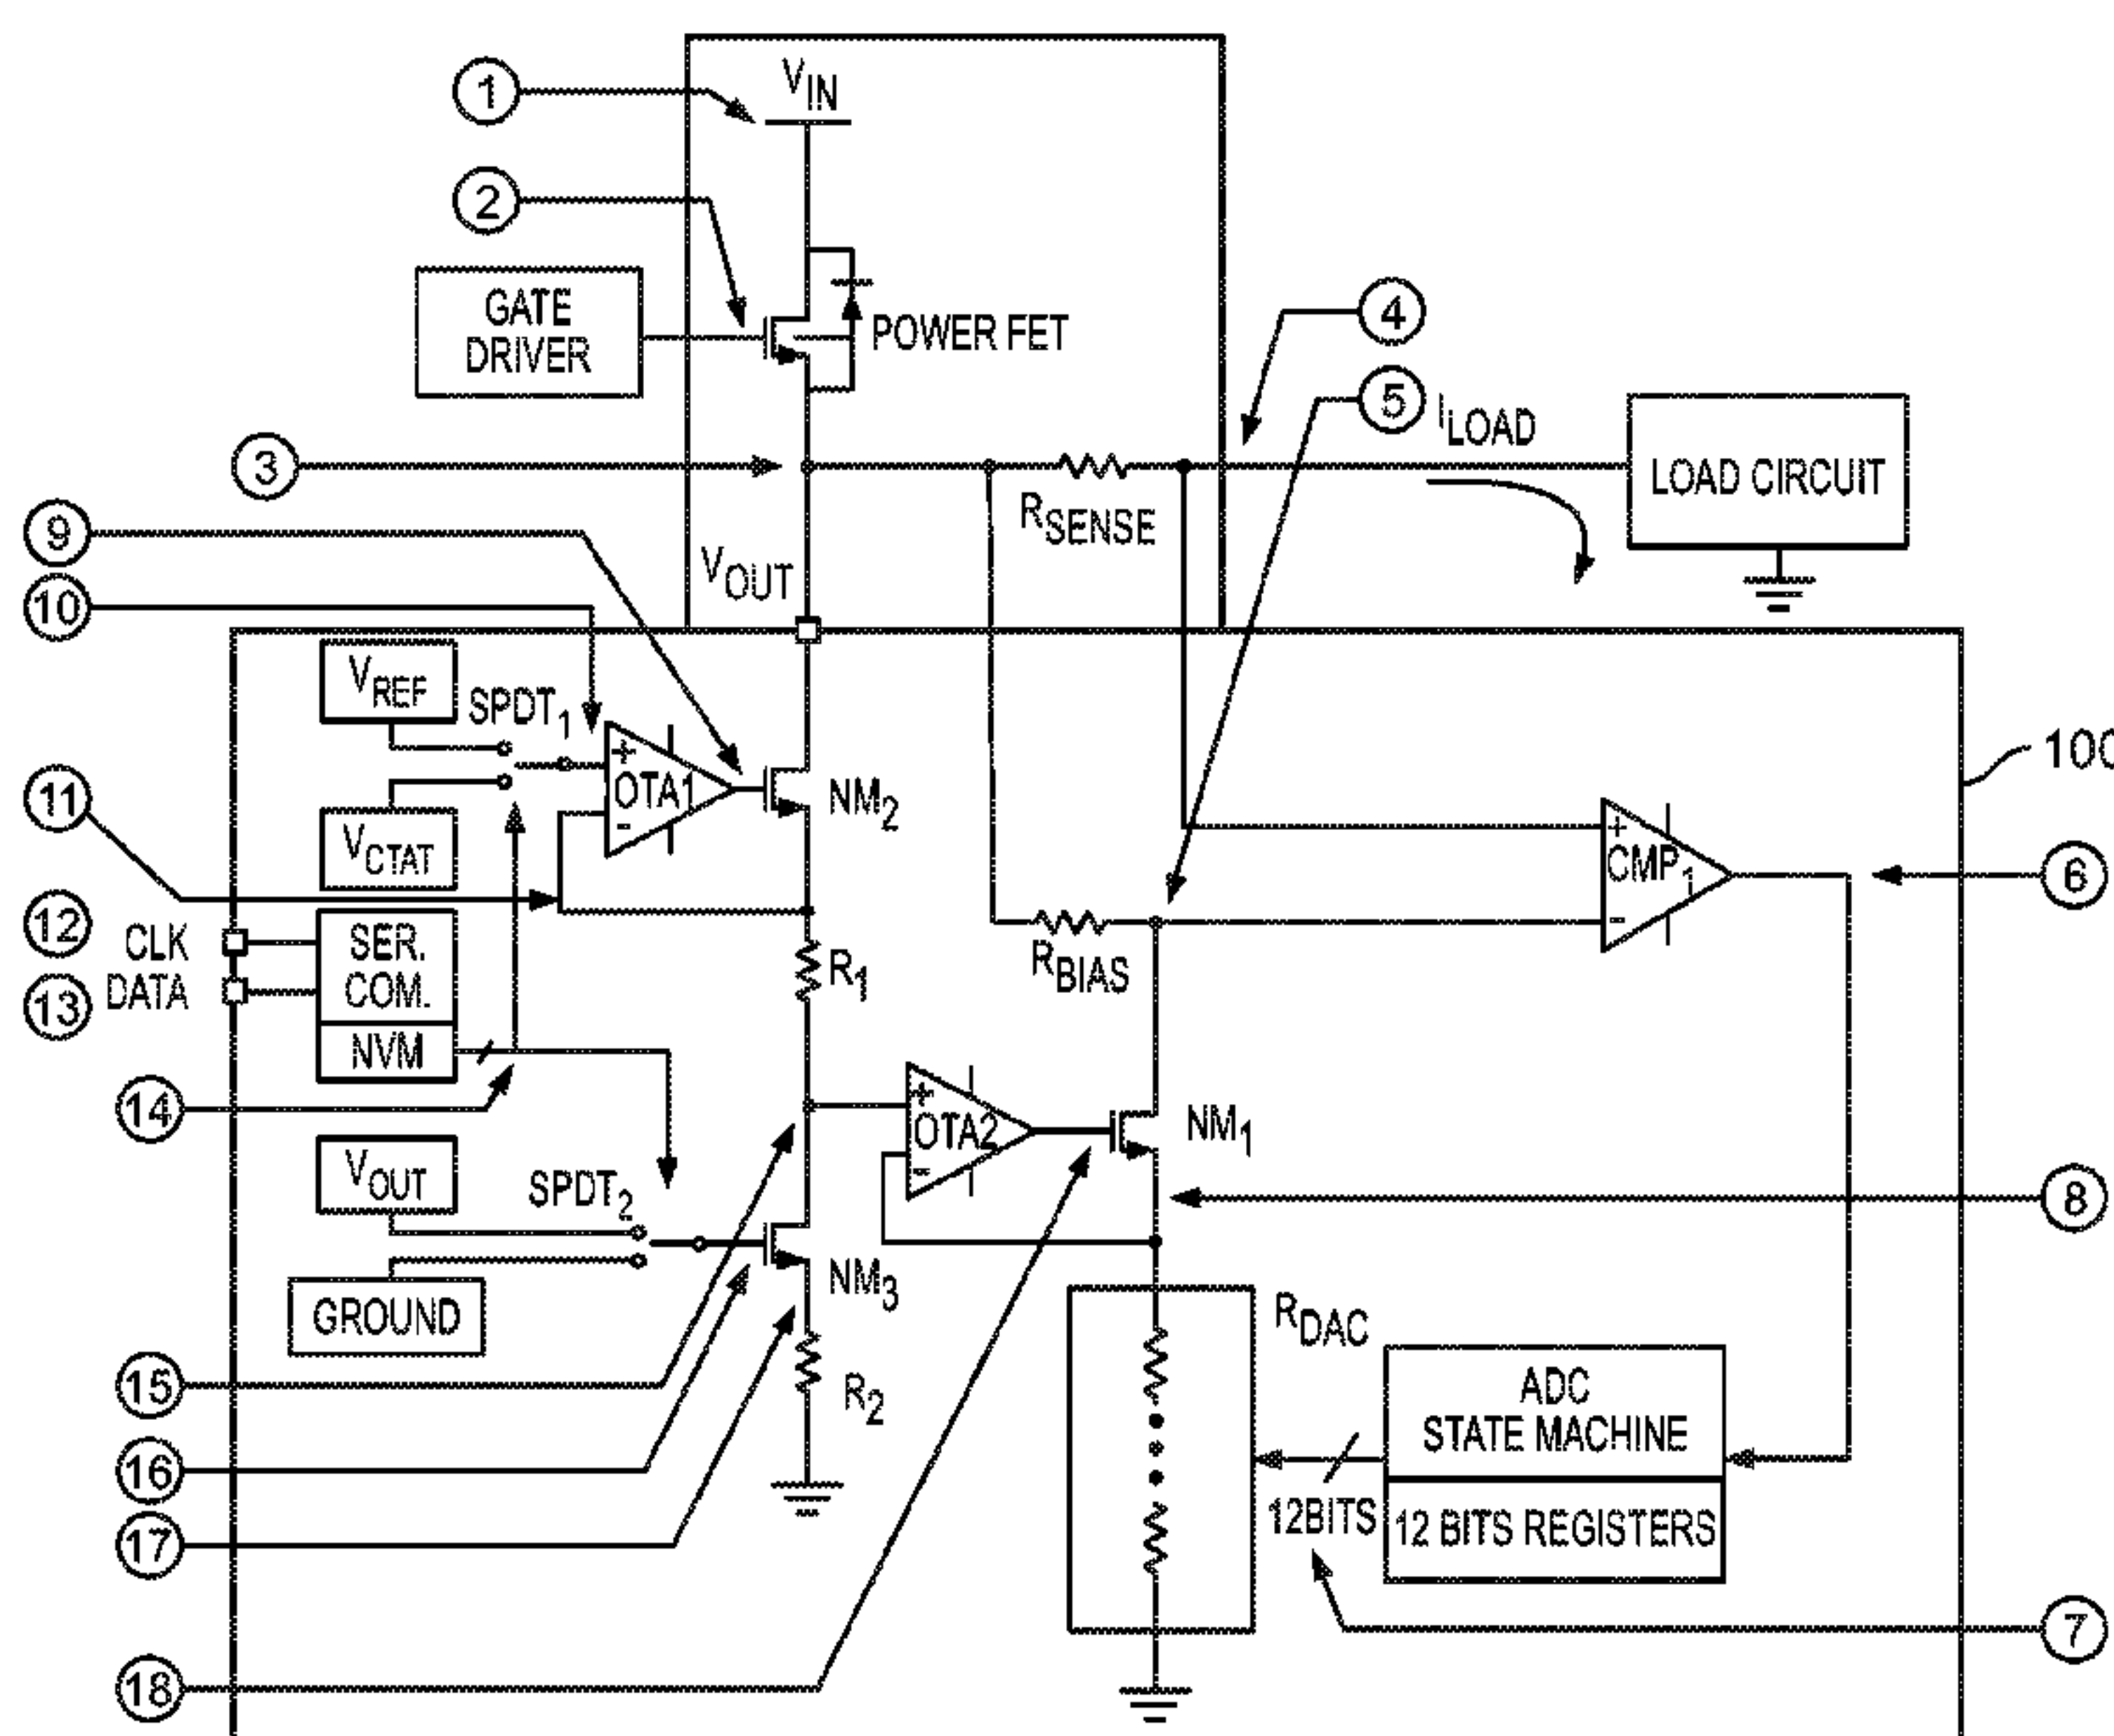 1
V_IN
2
GATE
DRIVER
POWER FET
4
5
I_LOAD
3
LOAD CIRCUIT
R_SENSE
9
V_OUT
10
V_REF
SPDT_1
+
OTA1
-
NM_2
11
V_CTAT
+
CMP_1
-
6
12
CLK
SER.
COM.
R_1
R_BIAS
13
DATA
NVM
14
+
OTA2
-
NM_1
V_OUT
SPDT_2
8
NM_3
GROUND
R_DAC
15
R_2
ADC
STATE MACHINE
16
12BITS
12 BITS REGISTERS
17
7
18